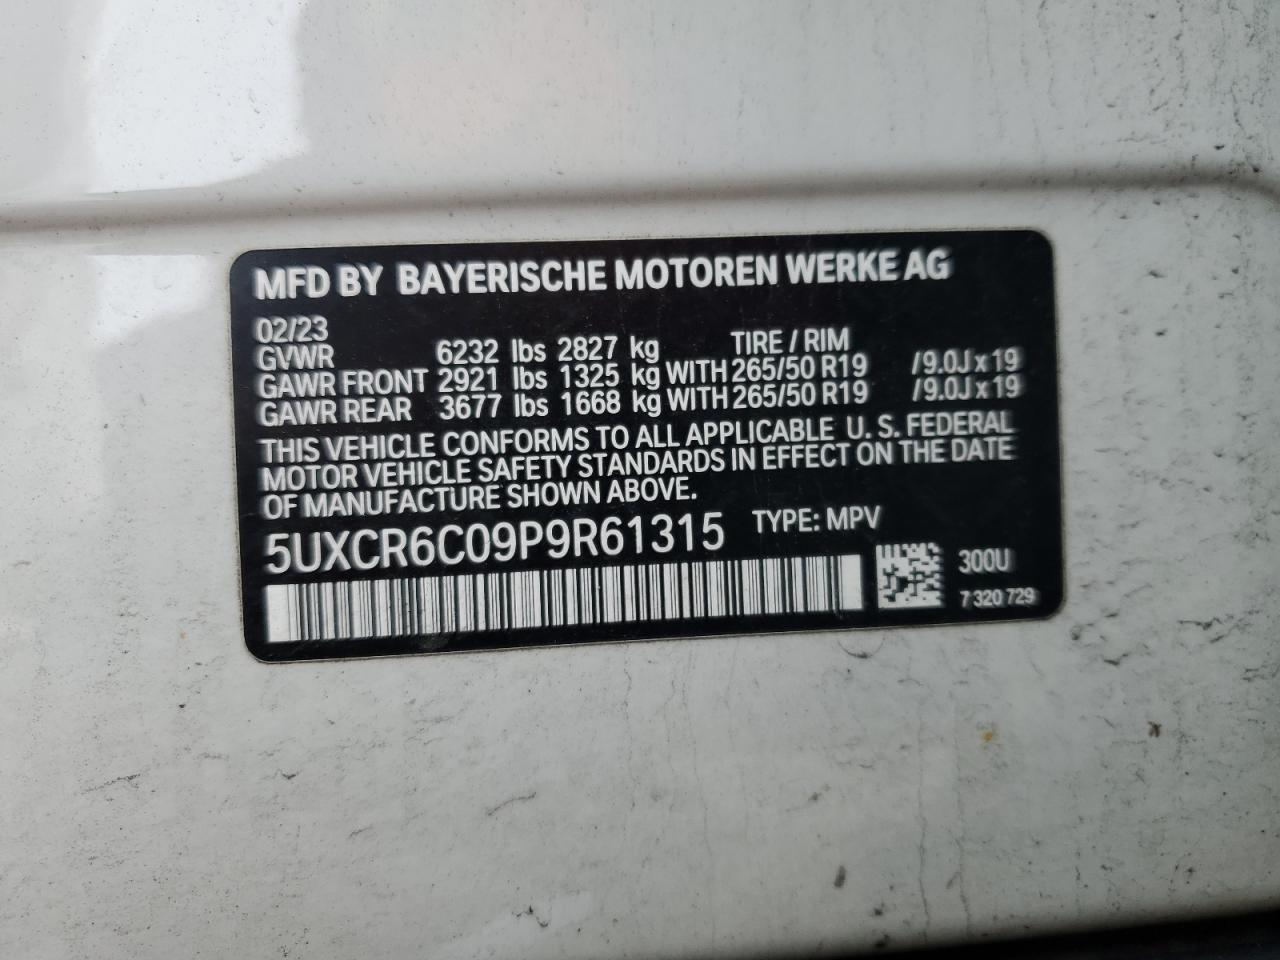 MFD BY BAYERISCHE MOTOREN WERKE AG
02/23
GVWR 6232 lbs 2827 kg TIRE / RIM
GAWR FRONT 2921 lbs 1325 kg WITH 265/50 R19 /9.0J x 19
GAWR REAR 3677 lbs 1668 kg WITH 265/50 R19 /9.0J x 19
THIS VEHICLE CONFORMS TO ALL APPLICABLE U. S. FEDERAL
MOTOR VEHICLE SAFETY STANDARDS IN EFFECT ON THE DATE
OF MANUFACTURE SHOWN ABOVE.
5UXCR6C09P9R61315 TYPE: MPV
300U
7 320 729